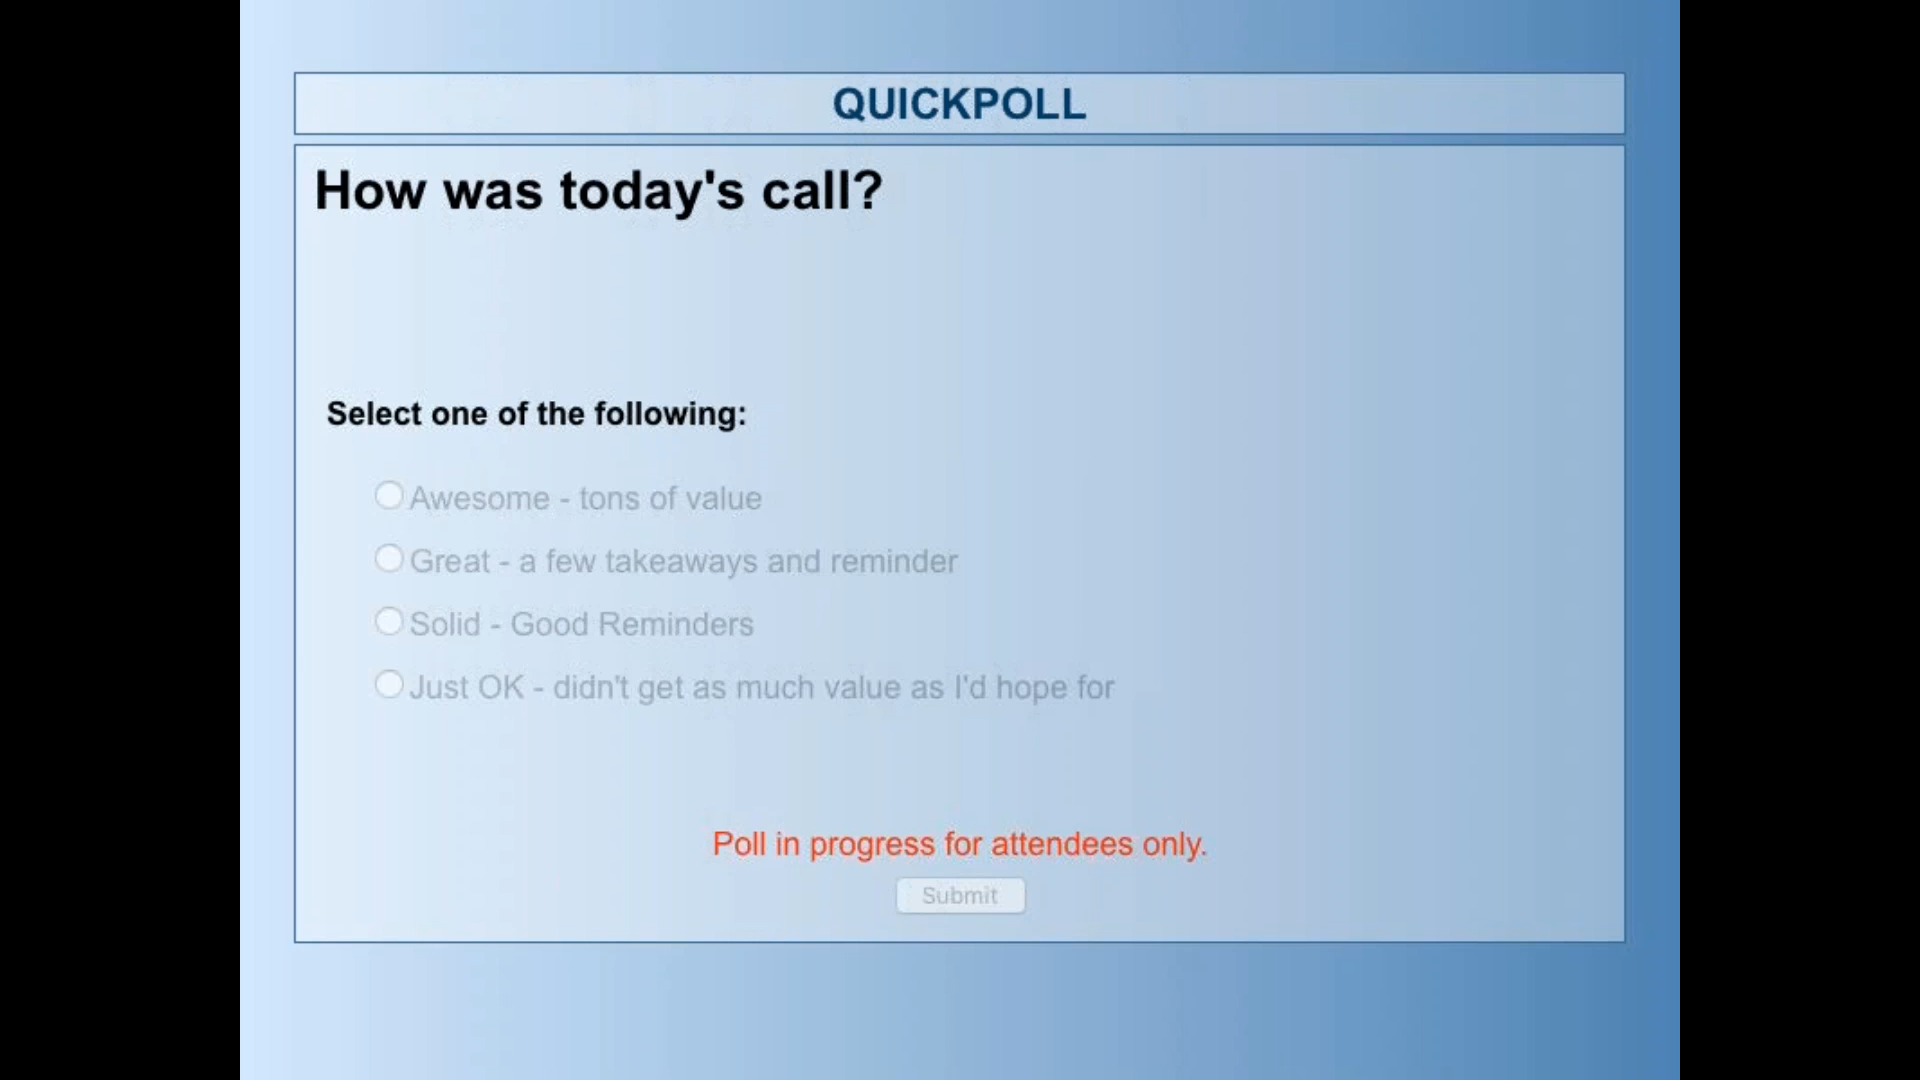 QUICKPOLL
How was today's call?
Select one of the following:
Awesome - tons of value
Great - a few takeaways and reminder
Solid - Good Reminders
Just OK - didn't get as much value as I'd hope for
Poll in progress for attendees only.
Submit